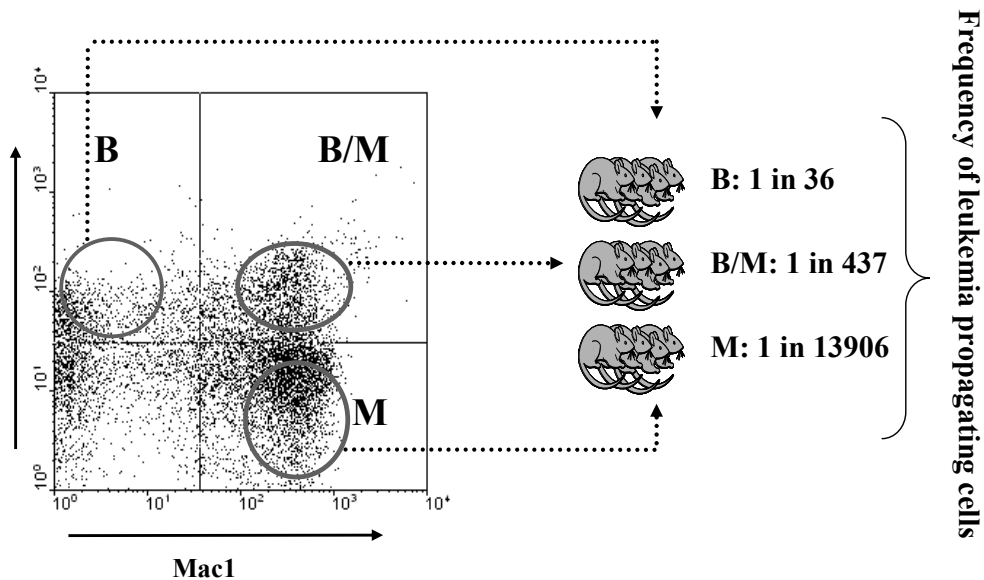 B
B/M
M
10⁴
10³
10²
10¹
10⁰
10⁰
10¹
10²
10³
10⁴
Mac1
B: 1 in 36
B/M: 1 in 437
M: 1 in 13906
Frequency of leukemia propagating cells